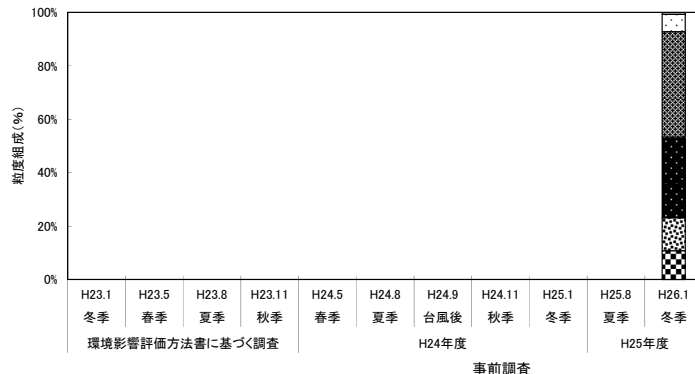 100%
80%
60%
40%
20%
0%
粒度組成(%)
H23.1 H23.5 H23.8 H23.11 H24.5 H24.8 H24.9 H24.11 H25.1 H25.8 H26.1
冬季 春季 夏季 秋季 春季 夏季 台風後 秋季 冬季 夏季 冬季
環境影響評価方法書に基づく調査 H24年度 H25年度
事前調査